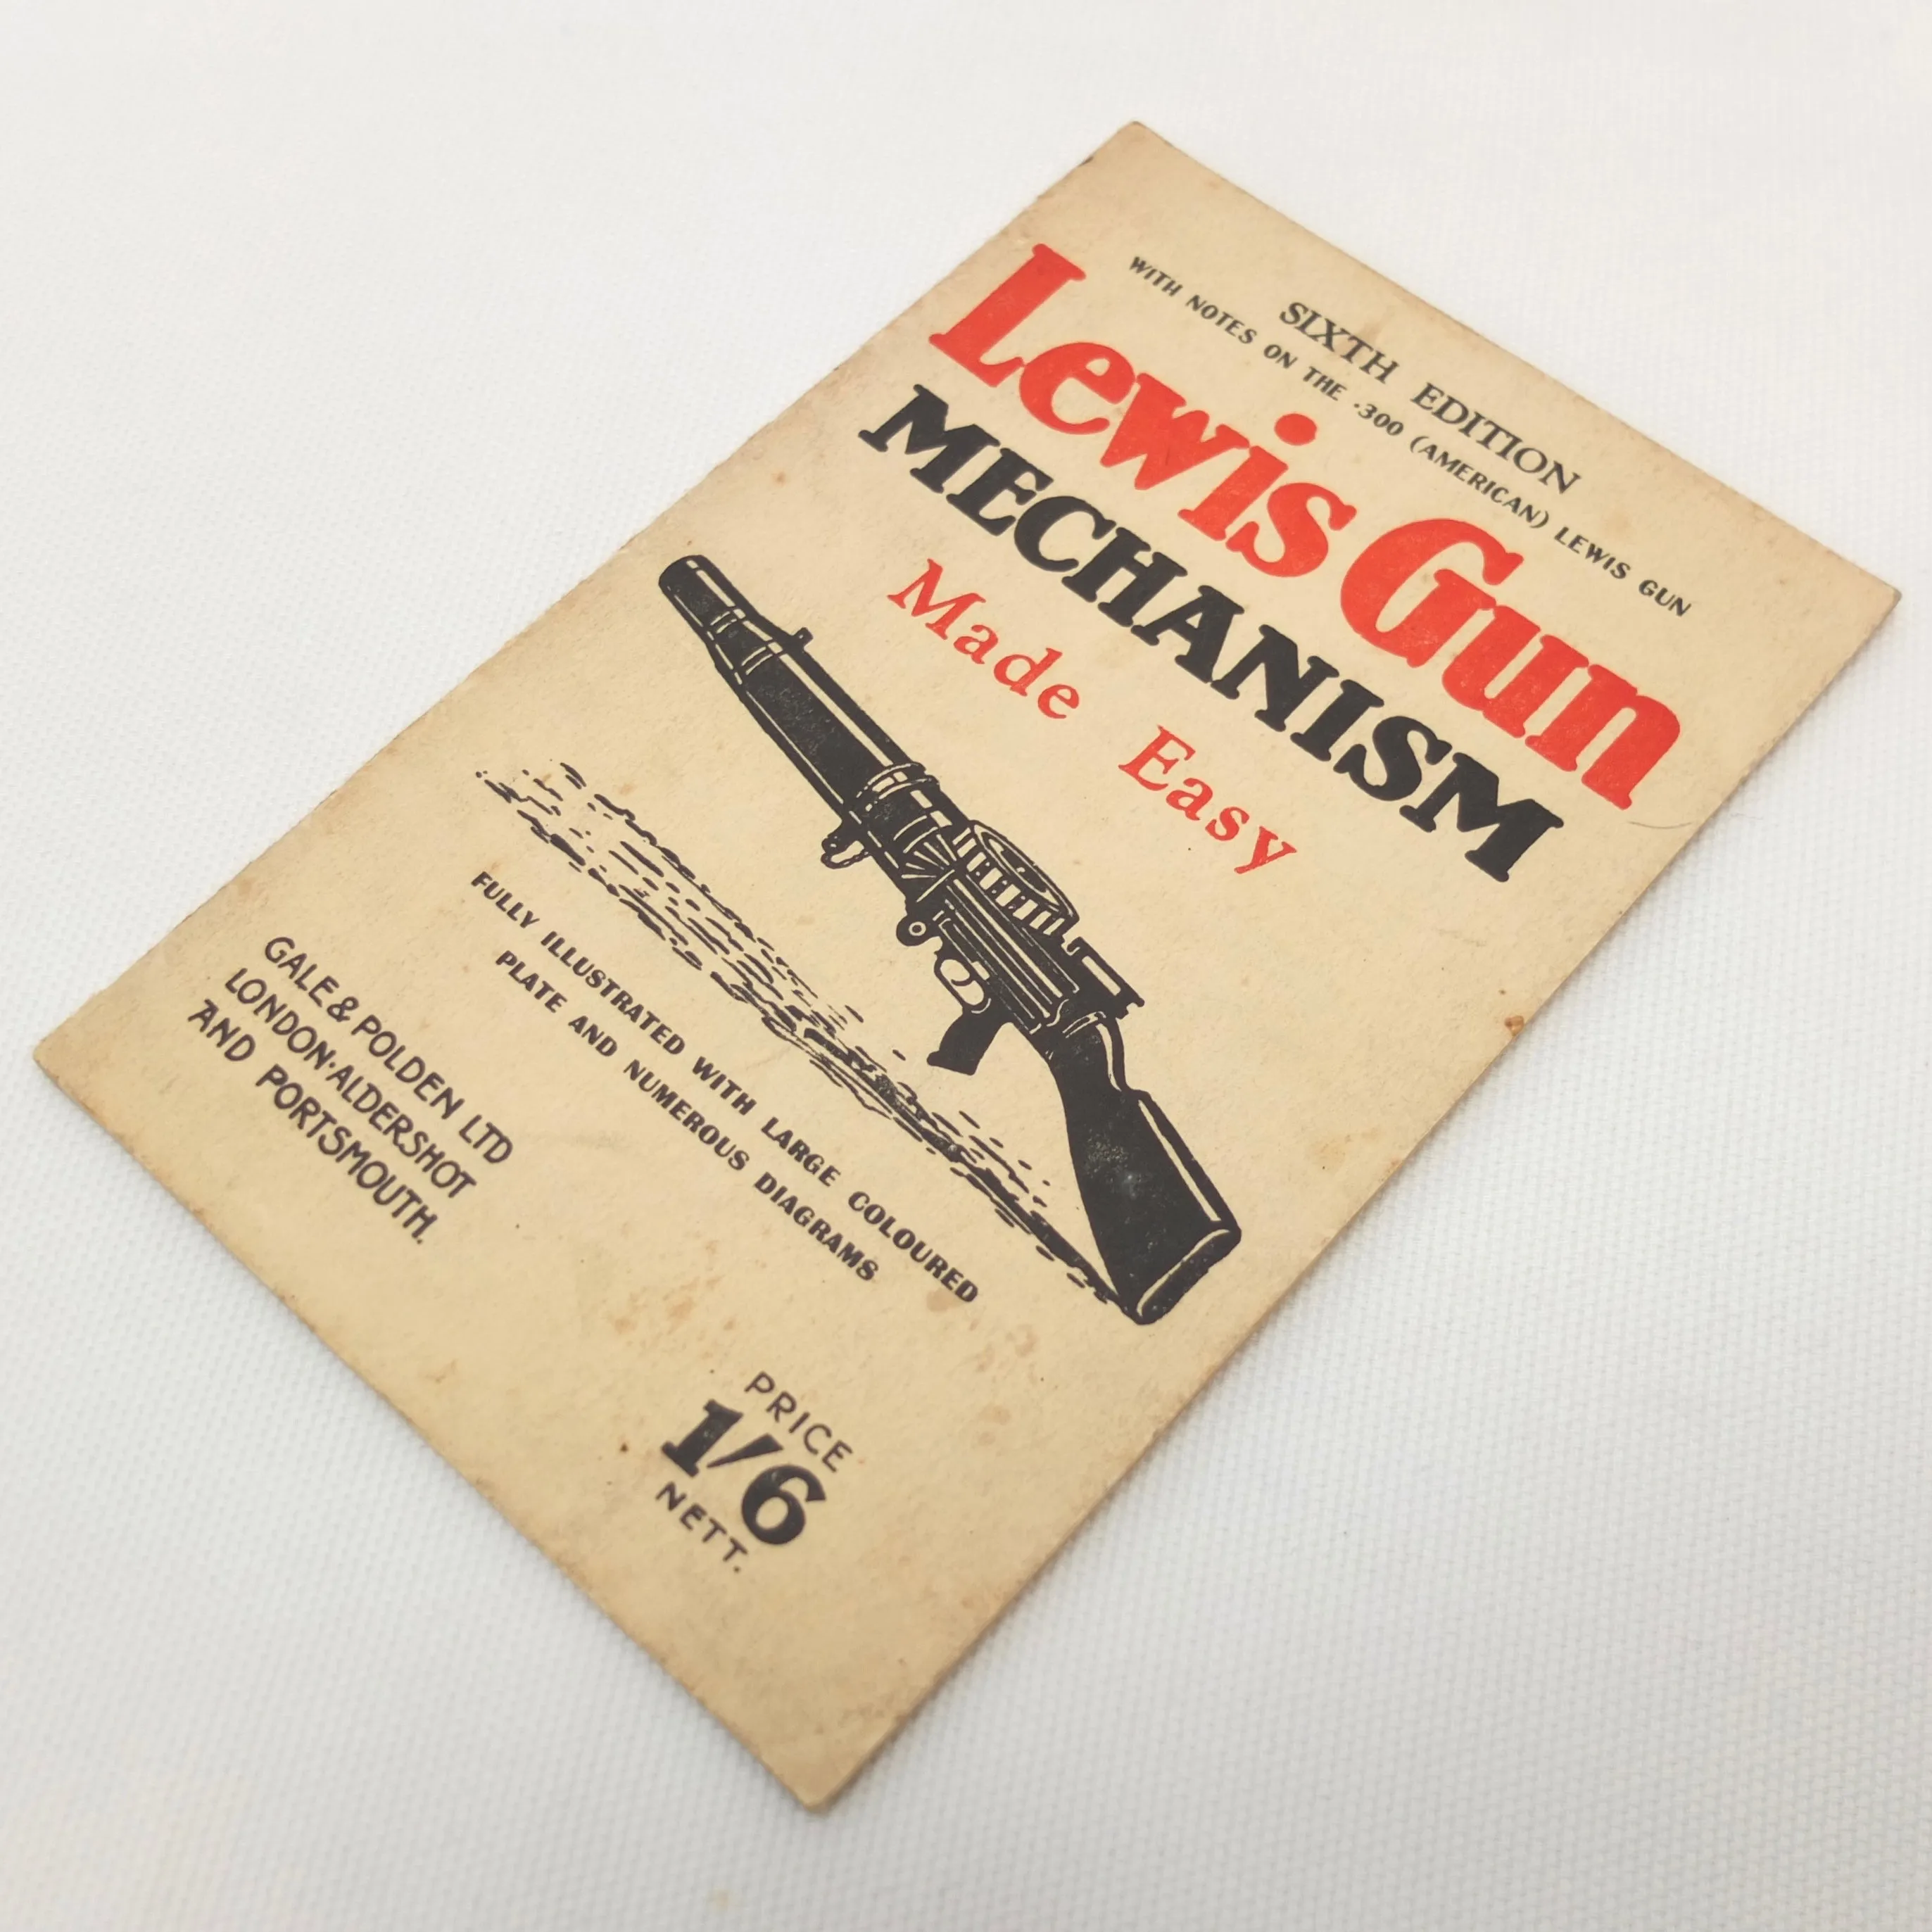 SIXTH EDITION
WITH NOTES ON THE ·300 (AMERICAN) LEWIS GUN
Lewis Gun
MECHANISM
Made Easy
FULLY ILLUSTRATED WITH LARGE COLOURED
PLATE AND NUMEROUS DIAGRAMS
GALE & POLDEN LTD
LONDON·ALDERSHOT
AND PORTSMOUTH.
PRICE
1/6
NETT.